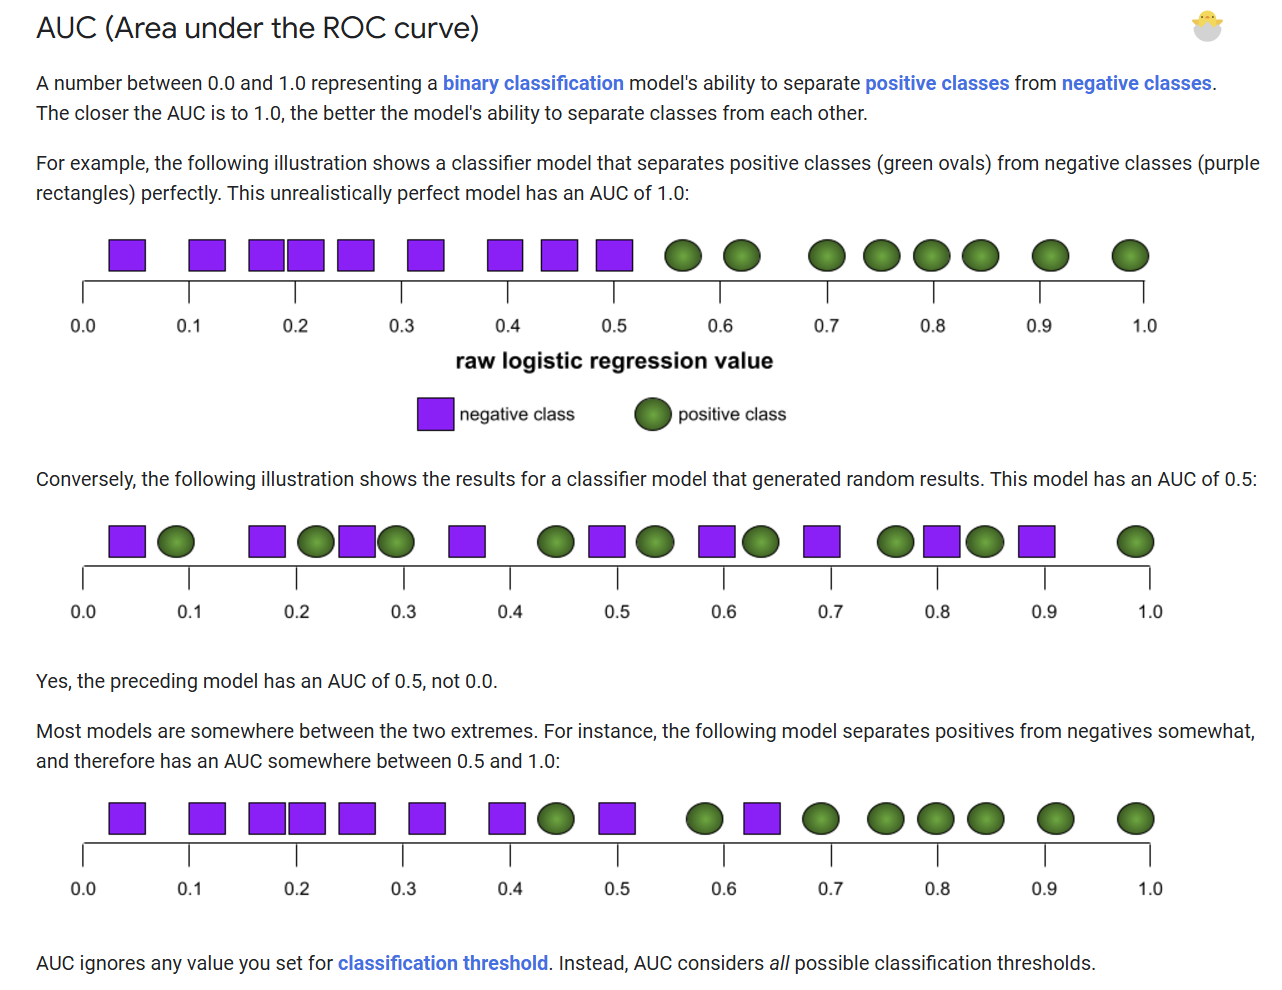 AUC (Area under the ROC curve)
A number between 0.0 and 1.0 representing a binary classification model's ability to separate positive classes from negative classes.
The closer the AUC is to 1.0, the better the model's ability to separate classes from each other.
For example, the following illustration shows a classifier model that separates positive classes (green ovals) from negative classes (purple
rectangles) perfectly. This unrealistically perfect model has an AUC of 1.0:
0.0 0.1 0.2 0.3 0.4 0.5 0.6 0.7 0.8 0.9 1.0
raw logistic regression value
negative class positive class
Conversely, the following illustration shows the results for a classifier model that generated random results. This model has an AUC of 0.5:
0.0 0.1 0.2 0.3 0.4 0.5 0.6 0.7 0.8 0.9 1.0
Yes, the preceding model has an AUC of 0.5, not 0.0.
Most models are somewhere between the two extremes. For instance, the following model separates positives from negatives somewhat,
and therefore has an AUC somewhere between 0.5 and 1.0:
0.0 0.1 0.2 0.3 0.4 0.5 0.6 0.7 0.8 0.9 1.0
AUC ignores any value you set for classification threshold. Instead, AUC considers all possible classification thresholds.